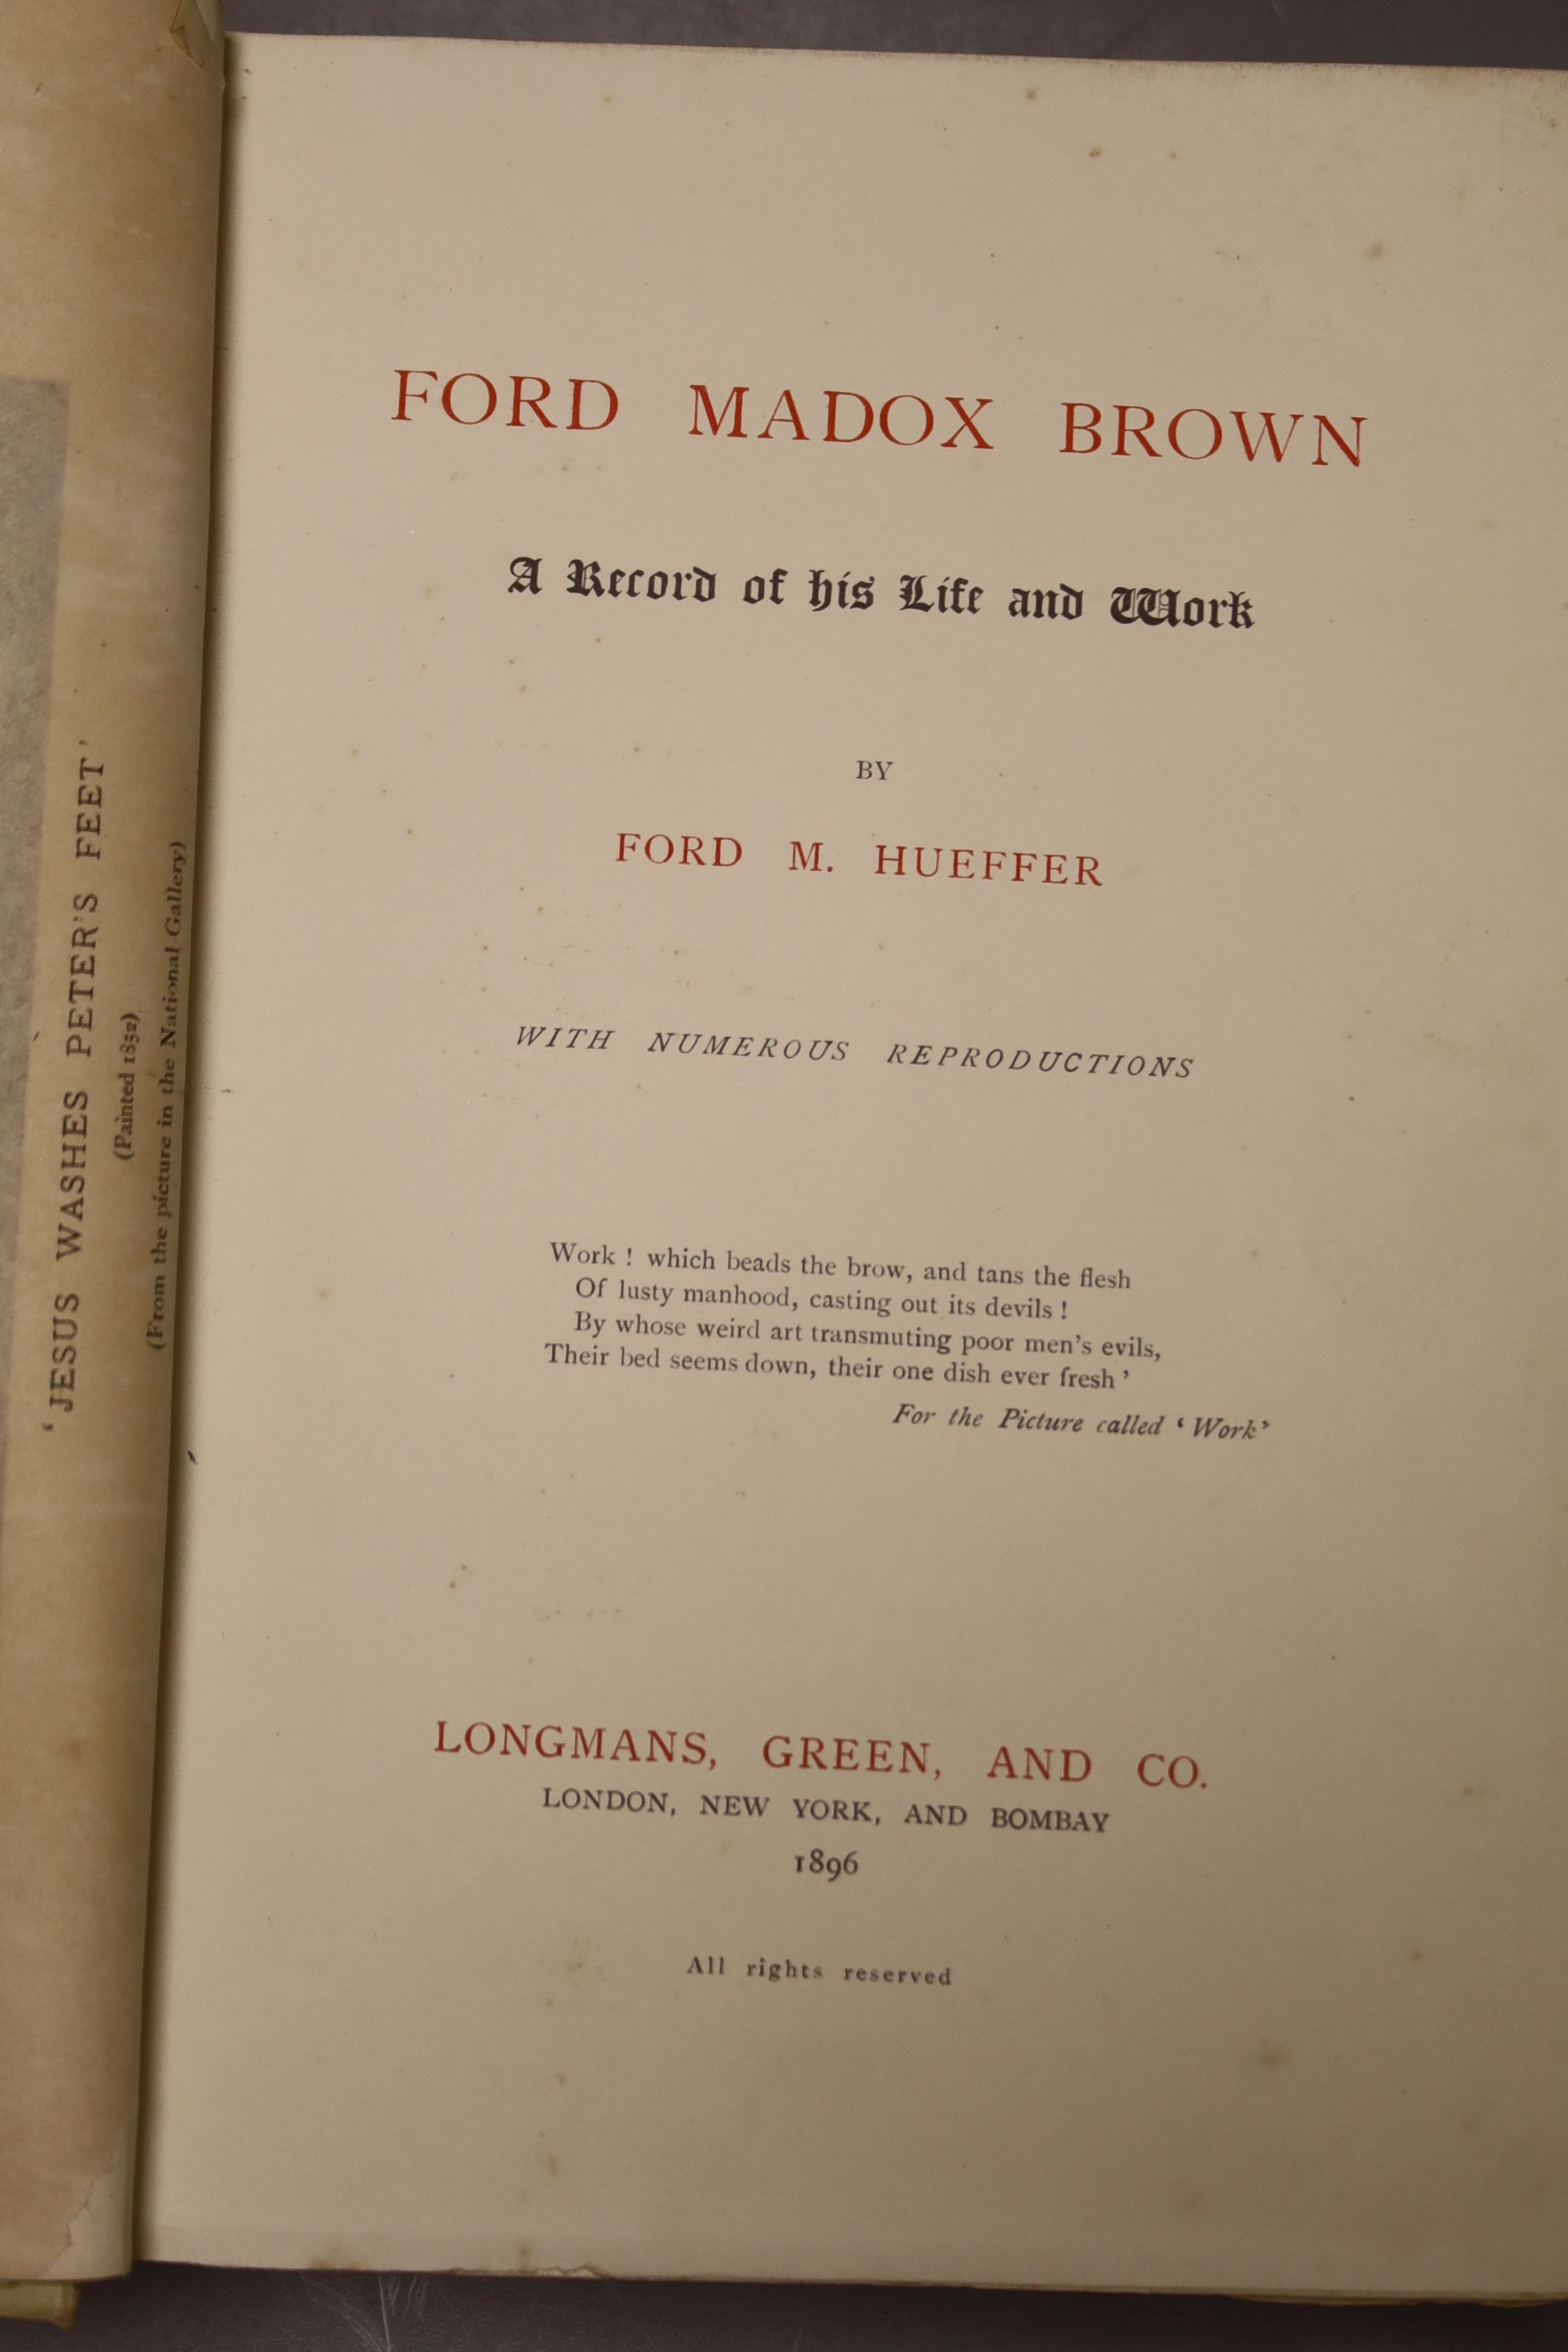 'JESUS WASHES PETER'S FEET'
(Painted 1852)
(From the picture in the National Gallery)
FORD MADOX BROWN
A Record of his Life and Work
BY
FORD M. HUEFFER
WITH NUMEROUS REPRODUCTIONS
Work ! which beads the brow, and tans the flesh
Of lusty manhood, casting out its devils !
By whose weird art transmuting poor men's evils,
Their bed seems down, their one dish ever fresh '
For the Picture called 'Work'
LONGMANS, GREEN, AND CO.
LONDON, NEW YORK, AND BOMBAY
1896
All rights reserved